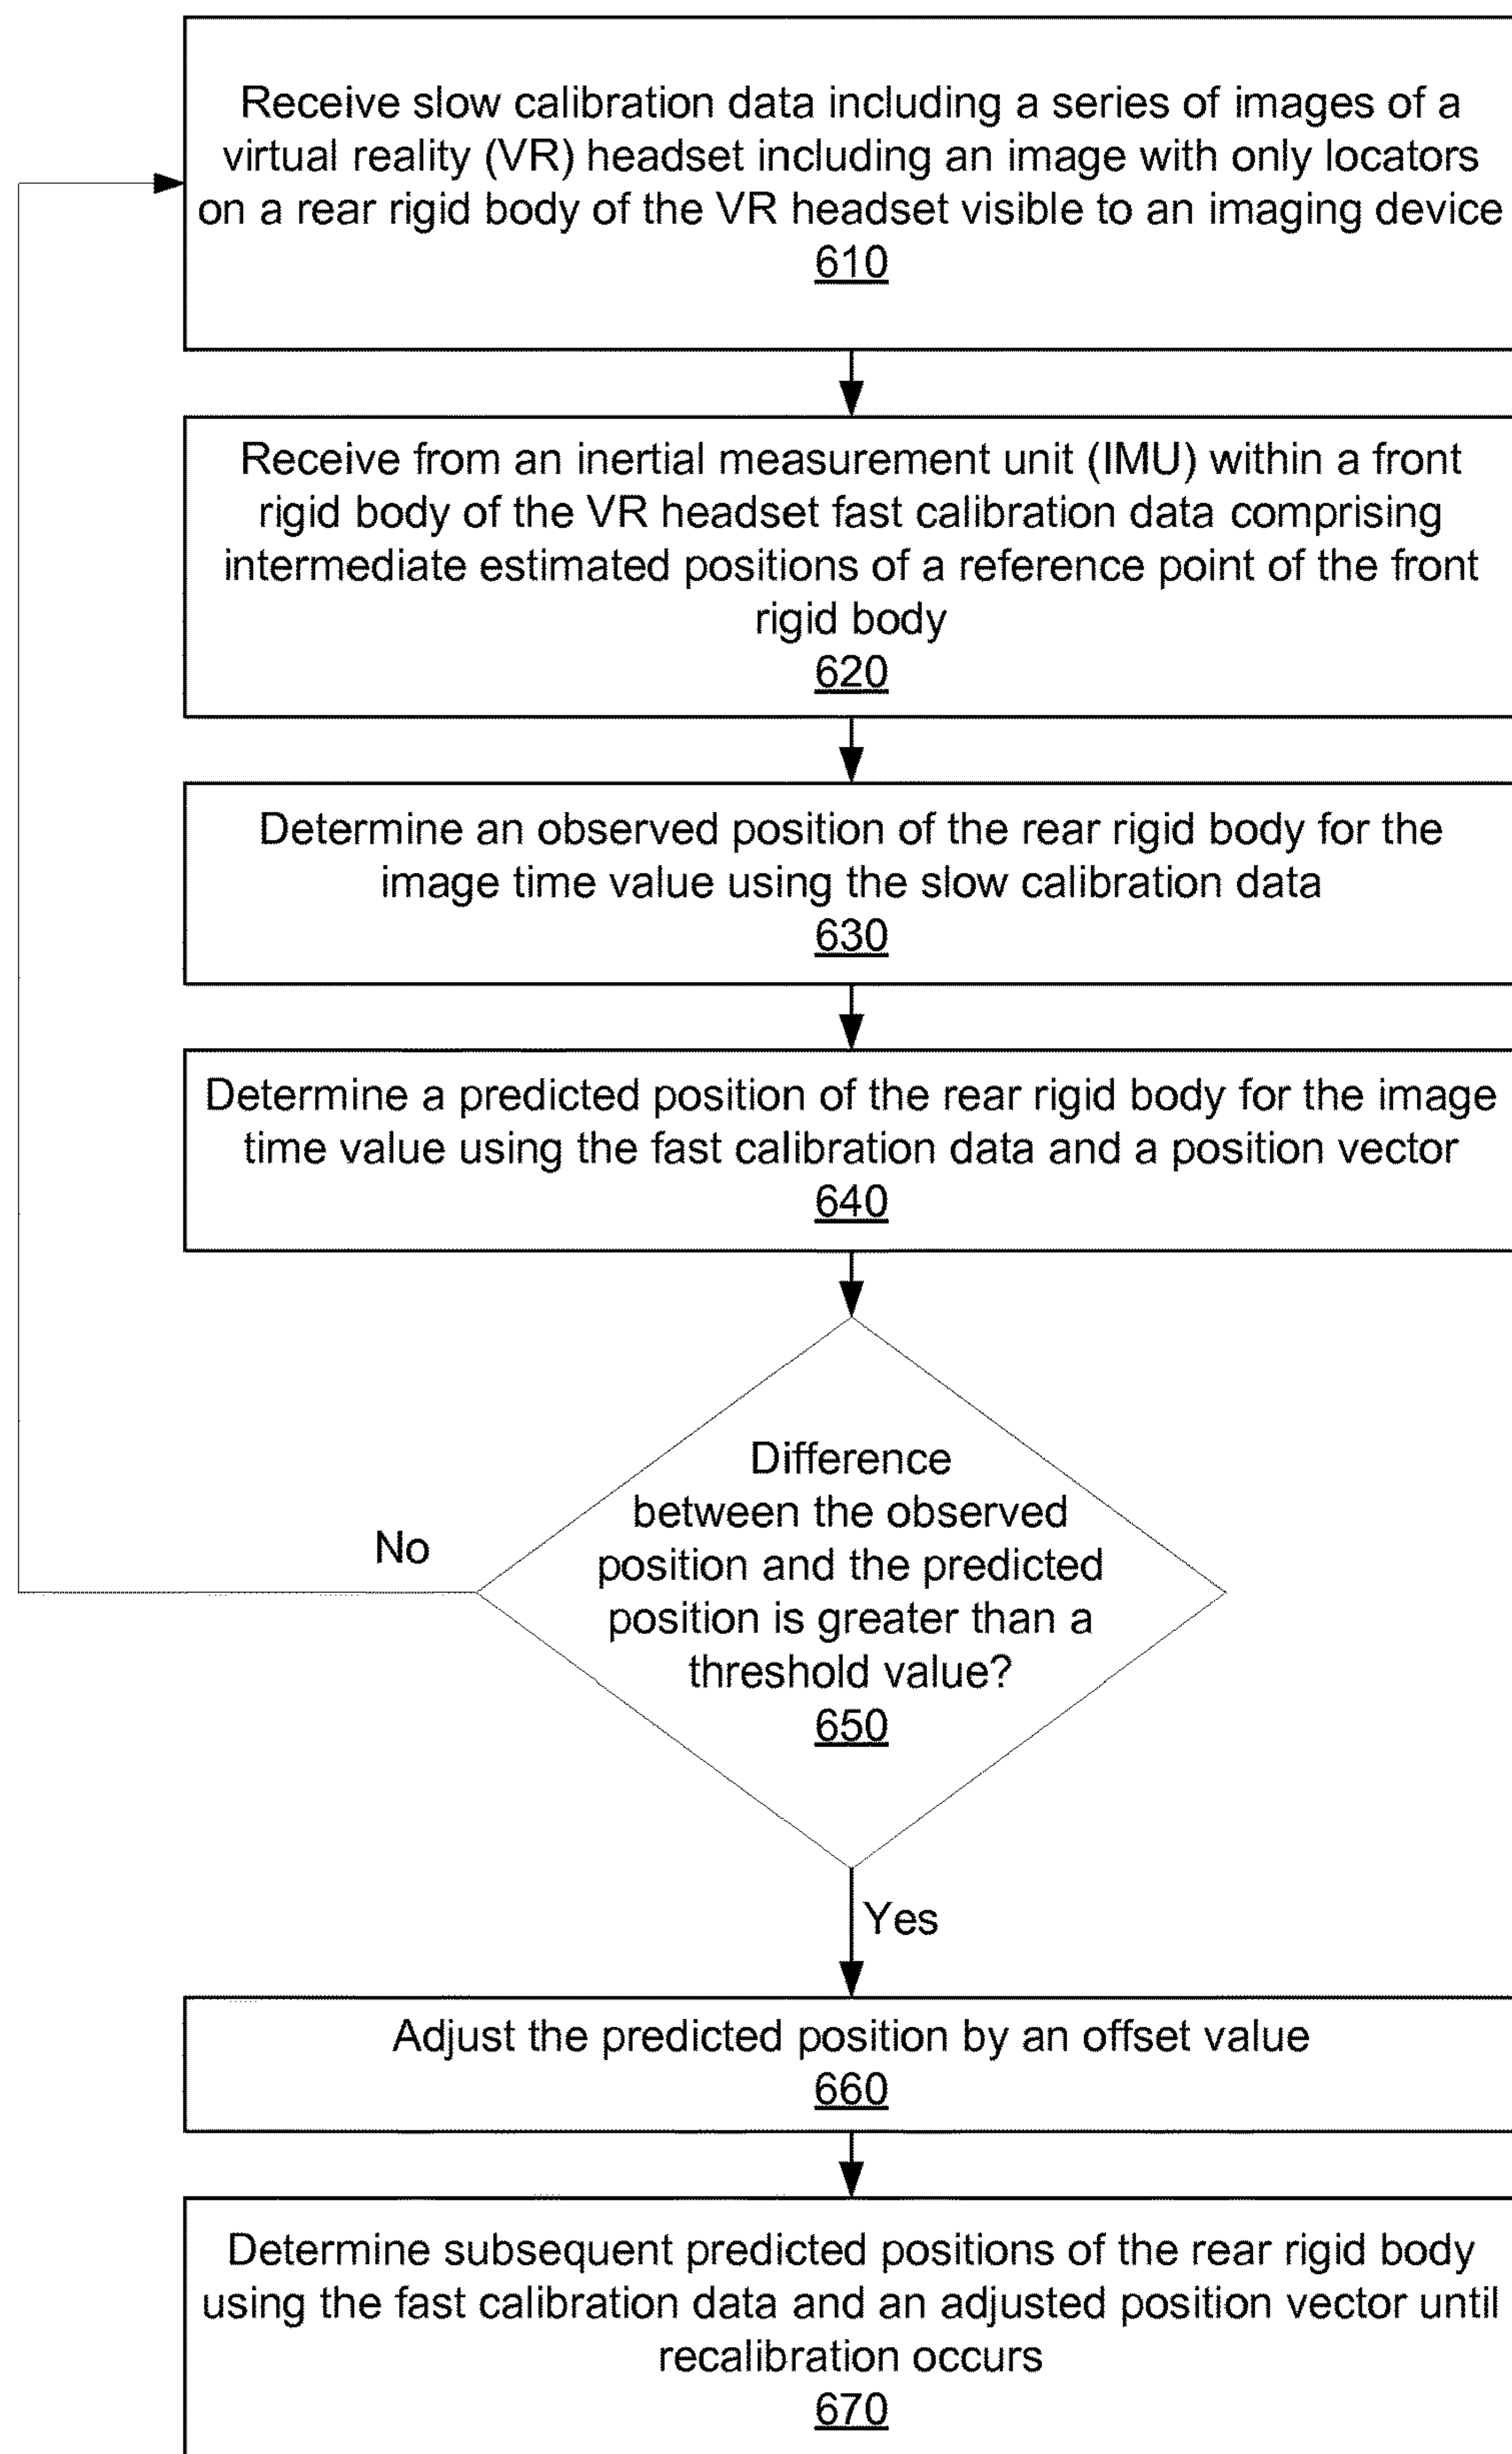 Receive slow calibration data including a series of images of a
virtual reality (VR) headset including an image with only locators
on a rear rigid body of the VR headset visible to an imaging device
610
Receive from an inertial measurement unit (IMU) within a front
rigid body of the VR headset fast calibration data comprising
intermediate estimated positions of a reference point of the front
rigid body
620
Determine an observed position of the rear rigid body for the
image time value using the slow calibration data
630
Determine a predicted position of the rear rigid body for the image
time value using the fast calibration data and a position vector
640
Difference
between the observed
position and the predicted
position is greater than a
threshold value?
650
No
Yes
Adjust the predicted position by an offset value
660
Determine subsequent predicted positions of the rear rigid body
using the fast calibration data and an adjusted position vector until
recalibration occurs
670